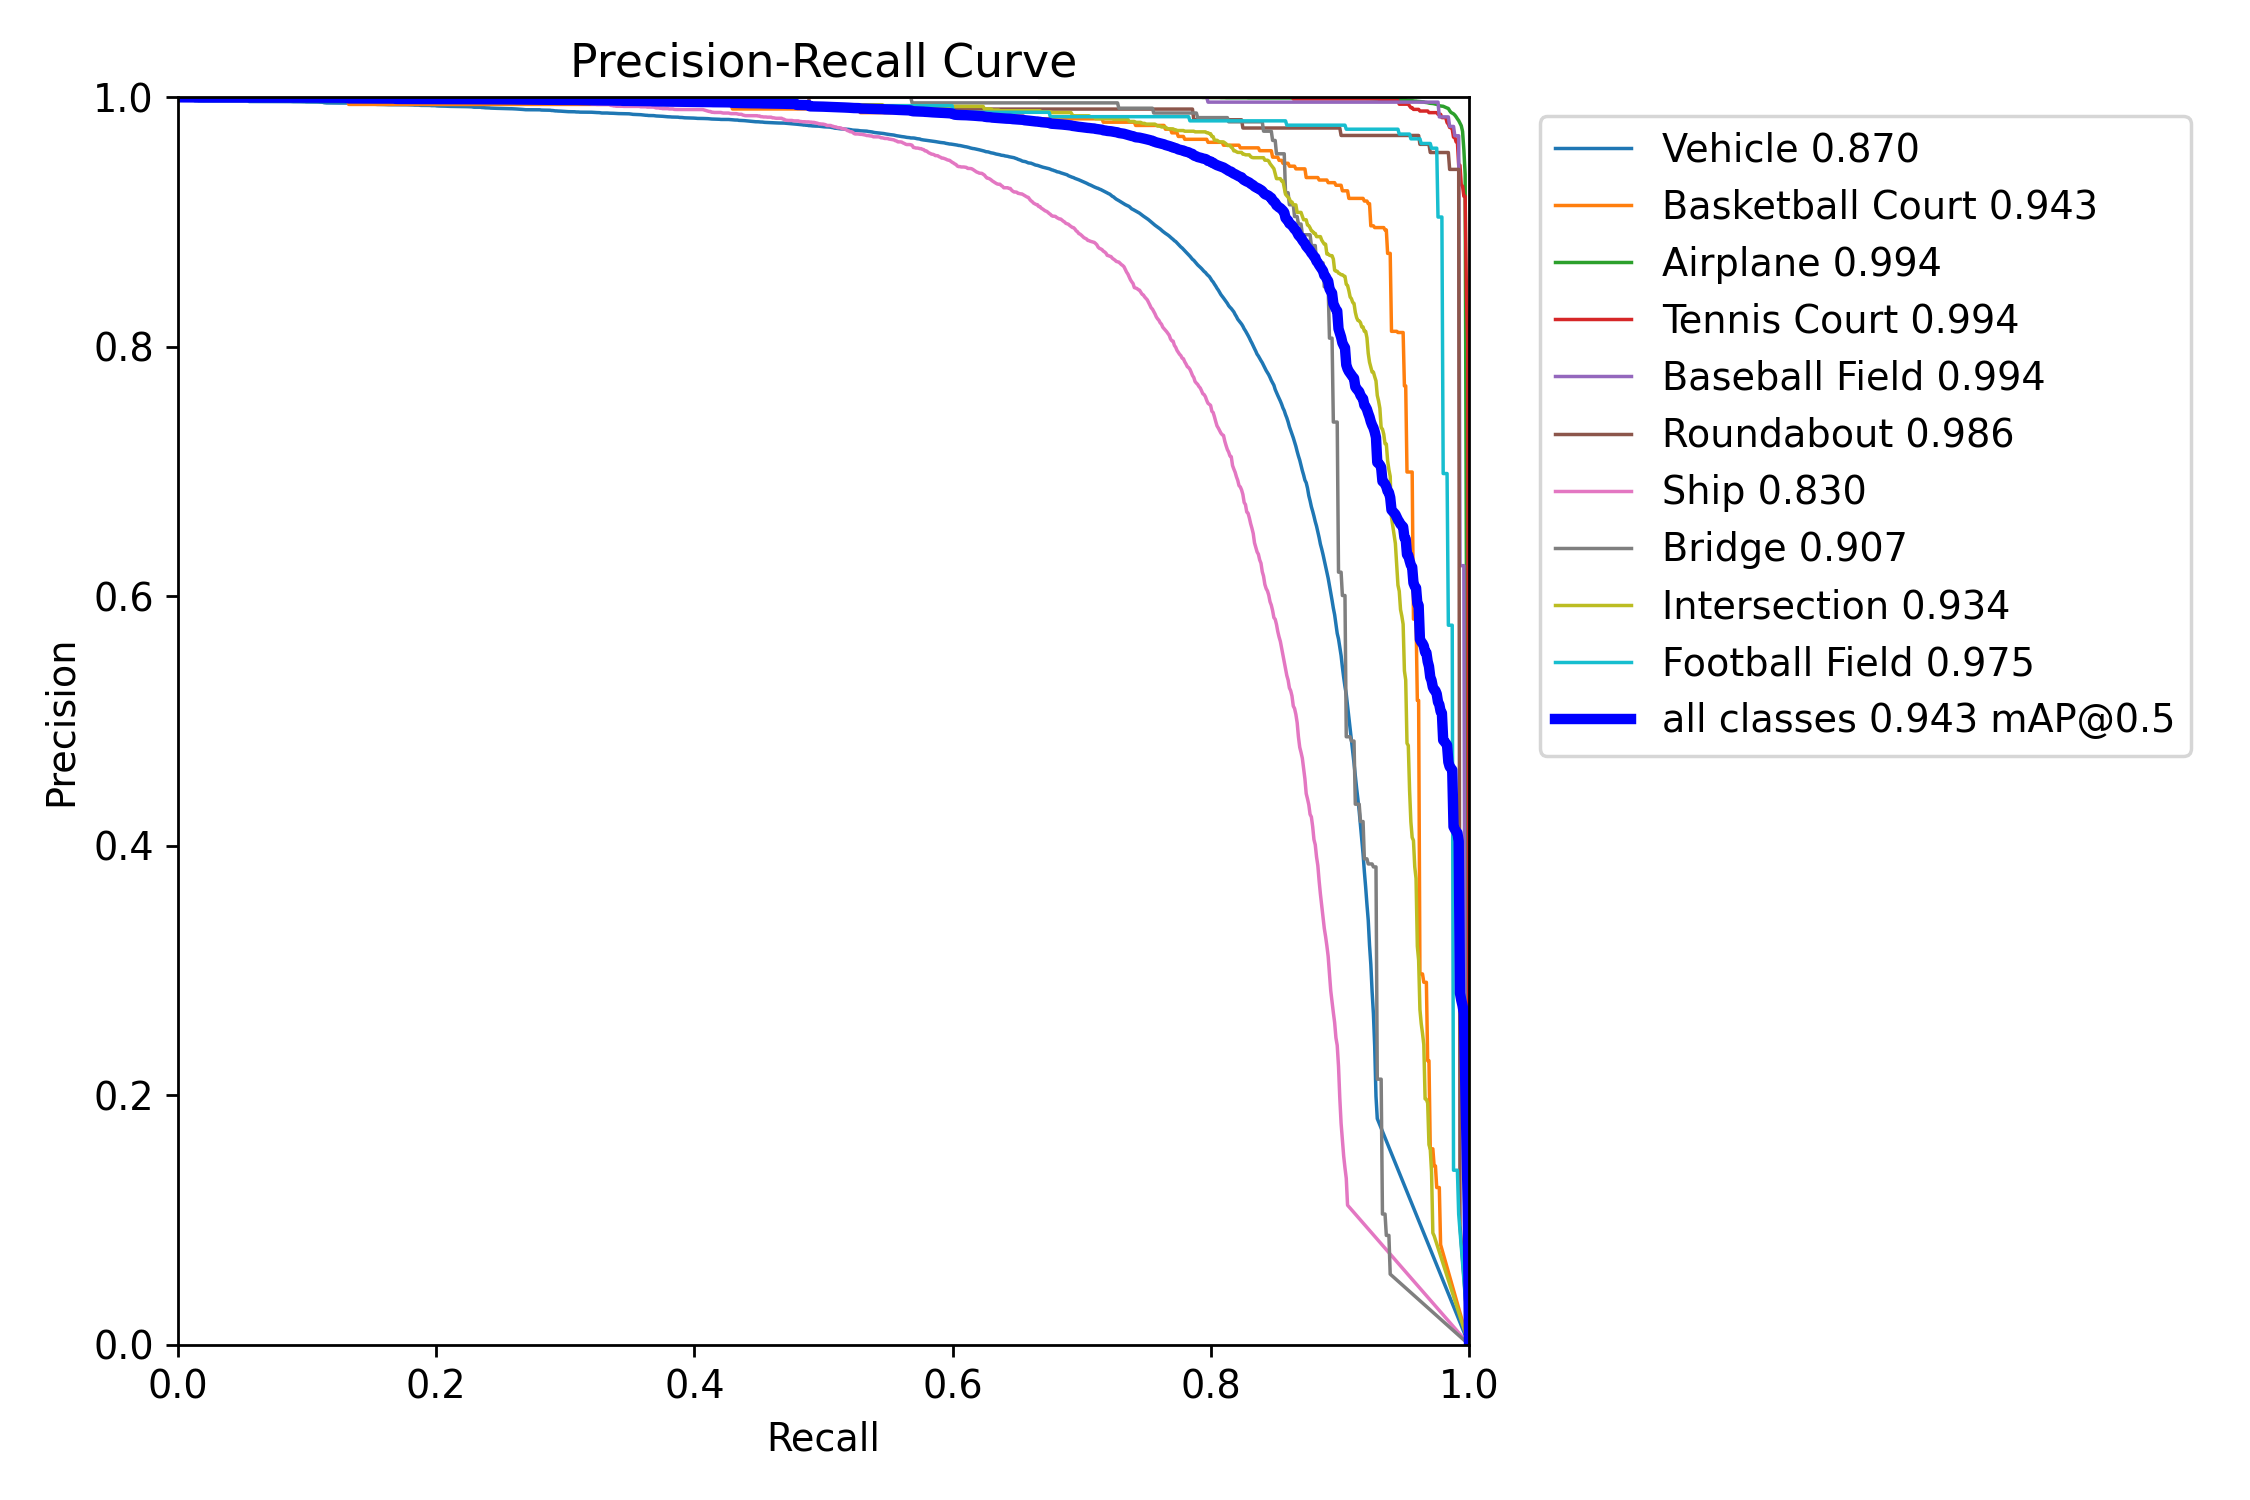 Precision-Recall Curve
1.0
0.8
0.6
0.4
0.2
0.0
Precision
0.0 0.2 0.4 0.6 0.8 1.0
Recall
Vehicle 0.870
Basketball Court 0.943
Airplane 0.994
Tennis Court 0.994
Baseball Field 0.994
Roundabout 0.986
Ship 0.830
Bridge 0.907
Intersection 0.934
Football Field 0.975
all classes 0.943 mAP@0.5